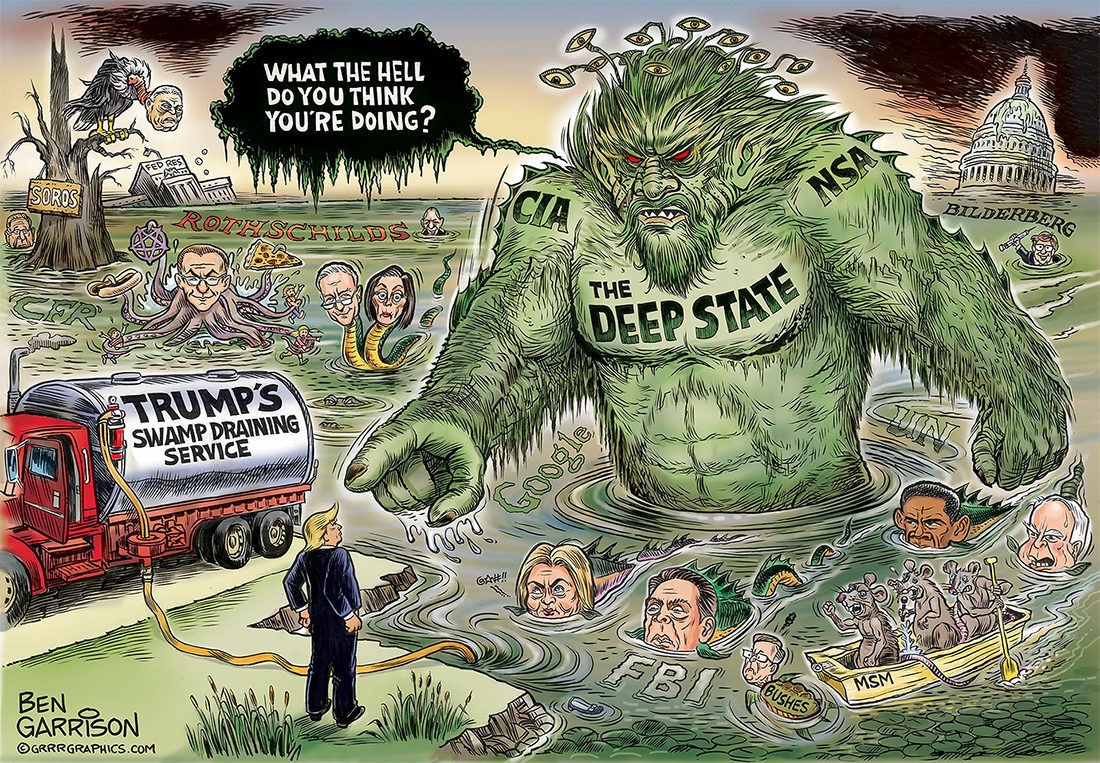 WHAT THE HELL
DO YOU THINK
YOU'RE DOING?
FED RES
SOROS
ROTHSCHILDS
CFR
CIA
NSA
THE
DEEP STATE
BILDERBERG
TRUMP'S
SWAMP DRAINING
SERVICE
Google
UN
FBI
BUSHES
MSM
BEN
GARRISON
©GRRRGRAPHICS.COM